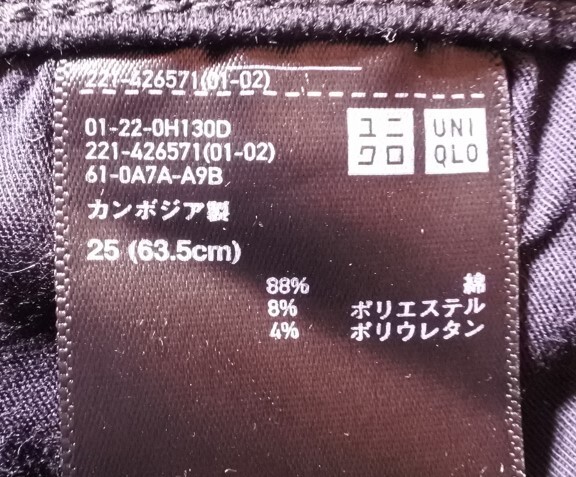 221-426571(01-02)
01-22-0H130D
221-426571(01-02)
61-0A7A-A9B
ユニクロ
UNIQLO
カンボジア製
25 (63.5cm)
88% 綿
8% ポリエステル
4% ポリウレタン